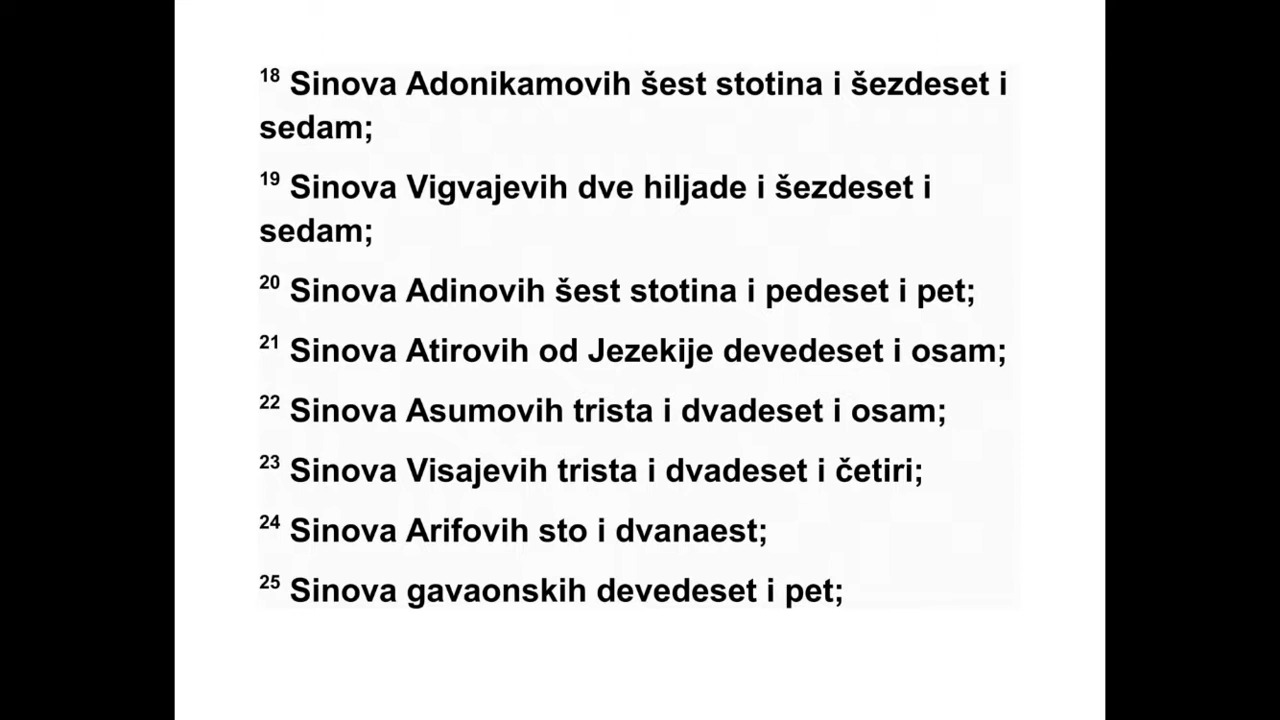 18 Sinova Adonikamovih šest stotina i šezdeset i
sedam;
19 Sinova Vigvajevih dve hiljade i šezdeset i
sedam;
20 Sinova Adinovih šest stotina i pedeset i pet;
21 Sinova Atirovih od Jezekije devedeset i osam;
22 Sinova Asumovih trista i dvadeset i osam;
23 Sinova Visajevih trista i dvadeset i četiri;
24 Sinova Arifovih sto i dvanaest;
25 Sinova gavaonskih devedeset i pet;